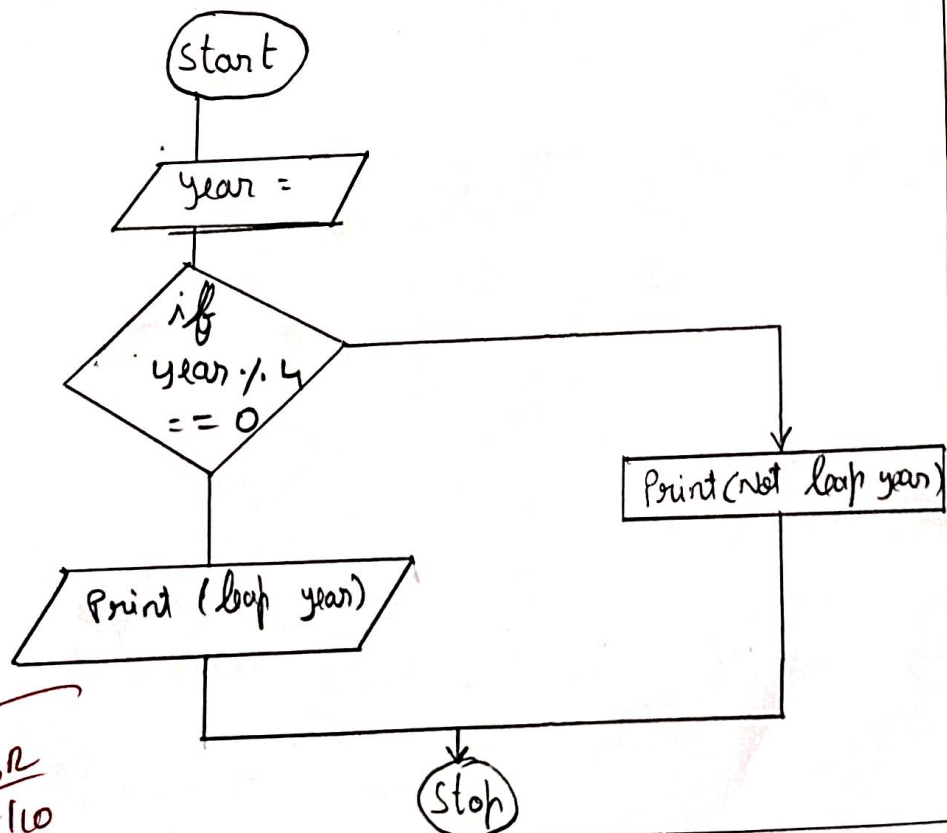 Start
year =
if
year % 4
== 0
Print (Not leap year)
Print (leap year)
Stop